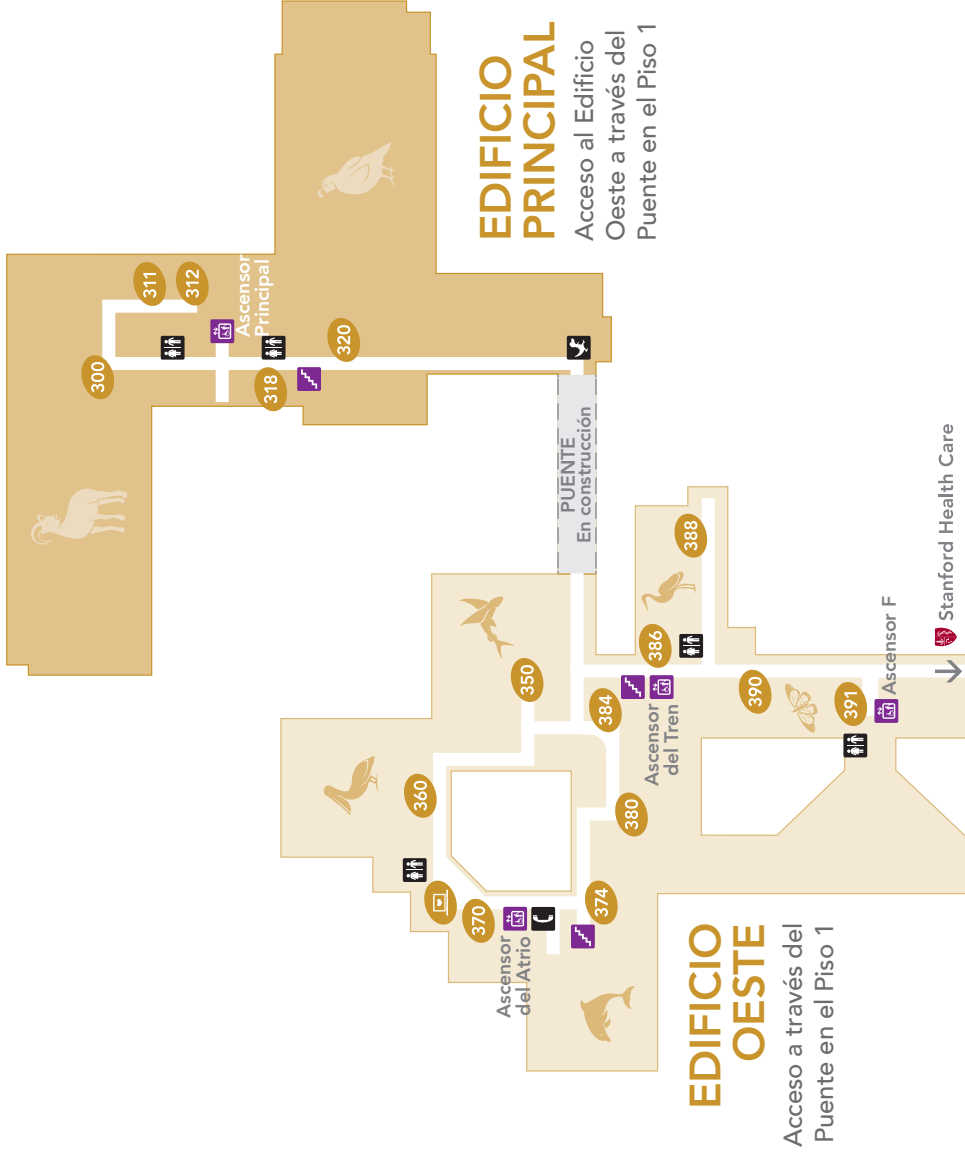 EDIFICIO
PRINCIPAL
Acceso al Edificio
Oeste a través del
Puente en el Piso 1
300
311
312
Ascensor
Principal
318
320
PUENTE
En construcción
350
360
370
Ascensor
del Atrio
374
380
384
Ascensor
del Tren
386
388
390
391
Ascensor F
Stanford Health Care
EDIFICIO
OESTE
Acceso a través del
Puente en el Piso 1